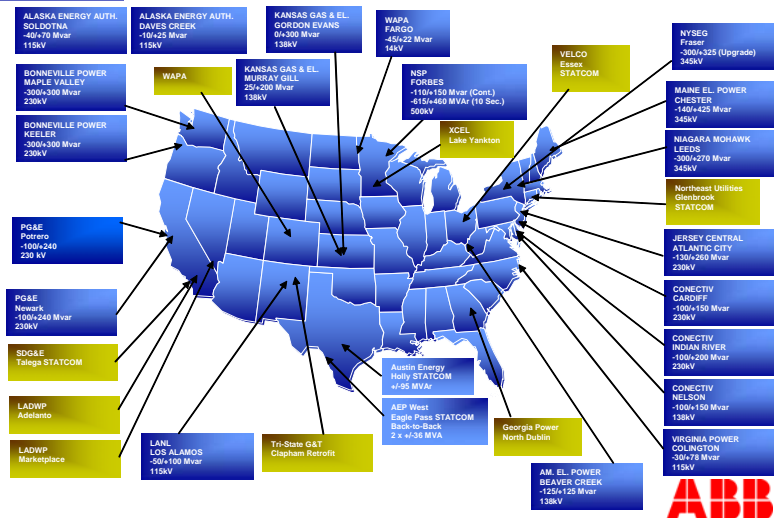 ALASKA ENERGY AUTH.
SOLDOTNA
-40/+70 Mvar
115kV
ALASKA ENERGY AUTH.
DAVES CREEK
-10/+25 Mvar
115kV
KANSAS GAS & EL.
GORDON EVANS
0/+300 Mvar
138kV
WAPA
FARGO
-45/+22 Mvar
14kV
NYSEG
Fraser
-300/+325 (Upgrade)
345kV
VELCO
Essex
STATCOM
BONNEVILLE POWER
MAPLE VALLEY
-300/+300 Mvar
230kV
WAPA
KANSAS GAS & EL.
MURRAY GILL
25/+200 Mvar
138kV
NSP
FORBES
-110/+150 Mvar (Cont.)
-615/+460 MVAr (10 Sec.)
500kV
MAINE EL. POWER
CHESTER
-140/+425 Mvar
345kV
BONNEVILLE POWER
KEELER
-300/+300 Mvar
230kV
XCEL
Lake Yankton
NIAGARA MOHAWK
LEEDS
-300/+270 Mvar
345kV
Northeast Utilities
Glenbrook
STATCOM
PG&E
Potrero
-100/+240
230 kV
JERSEY CENTRAL
ATLANTIC CITY
-130/+260 Mvar
230kV
PG&E
Newark
-100/+240 Mvar
230kV
CONECTIV
CARDIFF
-100/+150 Mvar
230kV
SDG&E
Talega STATCOM
CONECTIV
INDIAN RIVER
-100/+200 Mvar
230kV
Austin Energy
Holly STATCOM
+/-95 MVAr
LADWP
Adelanto
AEP West
Eagle Pass STATCOM
Back-to-Back
2 x +/-36 MVA
CONECTIV
NELSON
-100/+150 Mvar
138kV
LADWP
Marketplace
LANL
LOS ALAMOS
-50/+100 Mvar
115kV
Tri-State G&T
Clapham Retrofit
Georgia Power
North Dublin
VIRGINIA POWER
COLINGTON
-30/+78 Mvar
115kV
AM. EL. POWER
BEAVER CREEK
-125/+125 Mvar
138kV
ABB